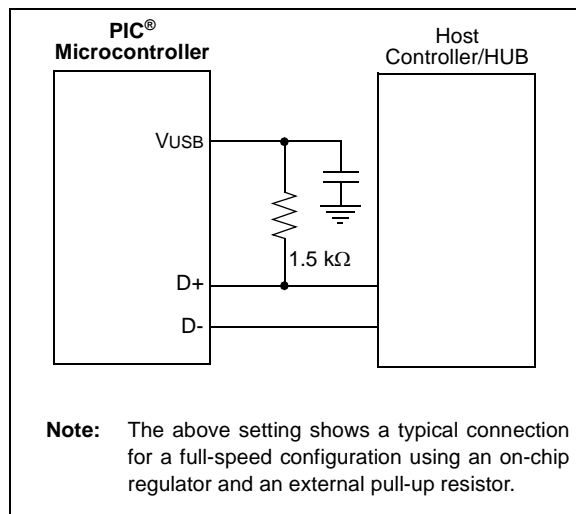 PIC®
Microcontroller
Host
Controller/HUB
VUSB
1.5 kΩ
D+
D-
Note: The above setting shows a typical connection
for a full-speed configuration using an on-chip
regulator and an external pull-up resistor.